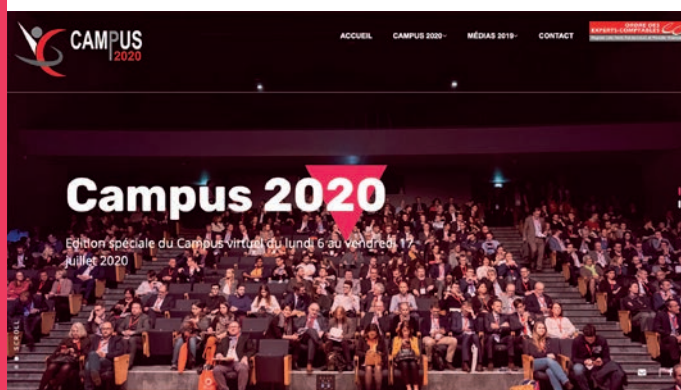 CAMPUS
2020
ACCUEIL CAMPUS 2020 MÉDIAS 2019 CONTACT
ORDRE DES
EXPERTS-COMPTABLES
Campus 2020
Edition spéciale du Campus virtuel du lundi 6 au vendredi 17
juillet 2020
SCROLL